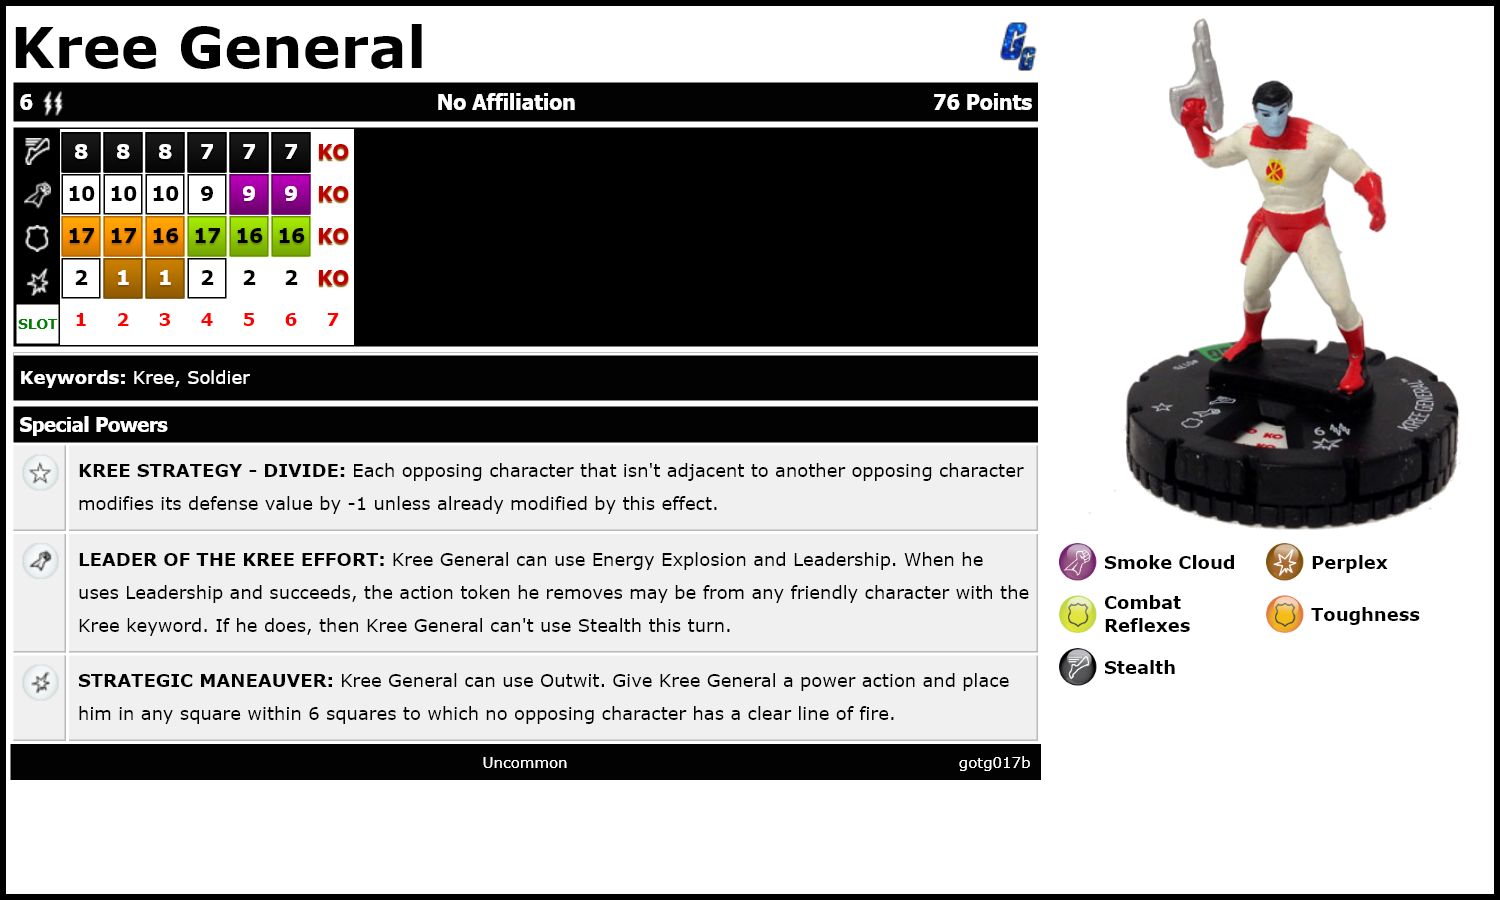 Kree General
GG
6 No Affiliation 76 Points
8 8 8 7 7 7 KO
10 10 10 9 9 9 KO
17 17 16 17 16 16 KO
2 1 1 2 2 2 KO
SLOT 1 2 3 4 5 6 7
Keywords: Kree, Soldier
Special Powers
KREE STRATEGY - DIVIDE: Each opposing character that isn't adjacent to another opposing character
modifies its defense value by -1 unless already modified by this effect.
LEADER OF THE KREE EFFORT: Kree General can use Energy Explosion and Leadership. When he
uses Leadership and succeeds, the action token he removes may be from any friendly character with the
Kree keyword. If he does, then Kree General can't use Stealth this turn.
STRATEGIC MANEAUVER: Kree General can use Outwit. Give Kree General a power action and place
him in any square within 6 squares to which no opposing character has a clear line of fire.
Uncommon gotg017b
KREE GENERAL
6
KO
KO
Smoke Cloud Perplex
Combat
Reflexes
Toughness
Stealth